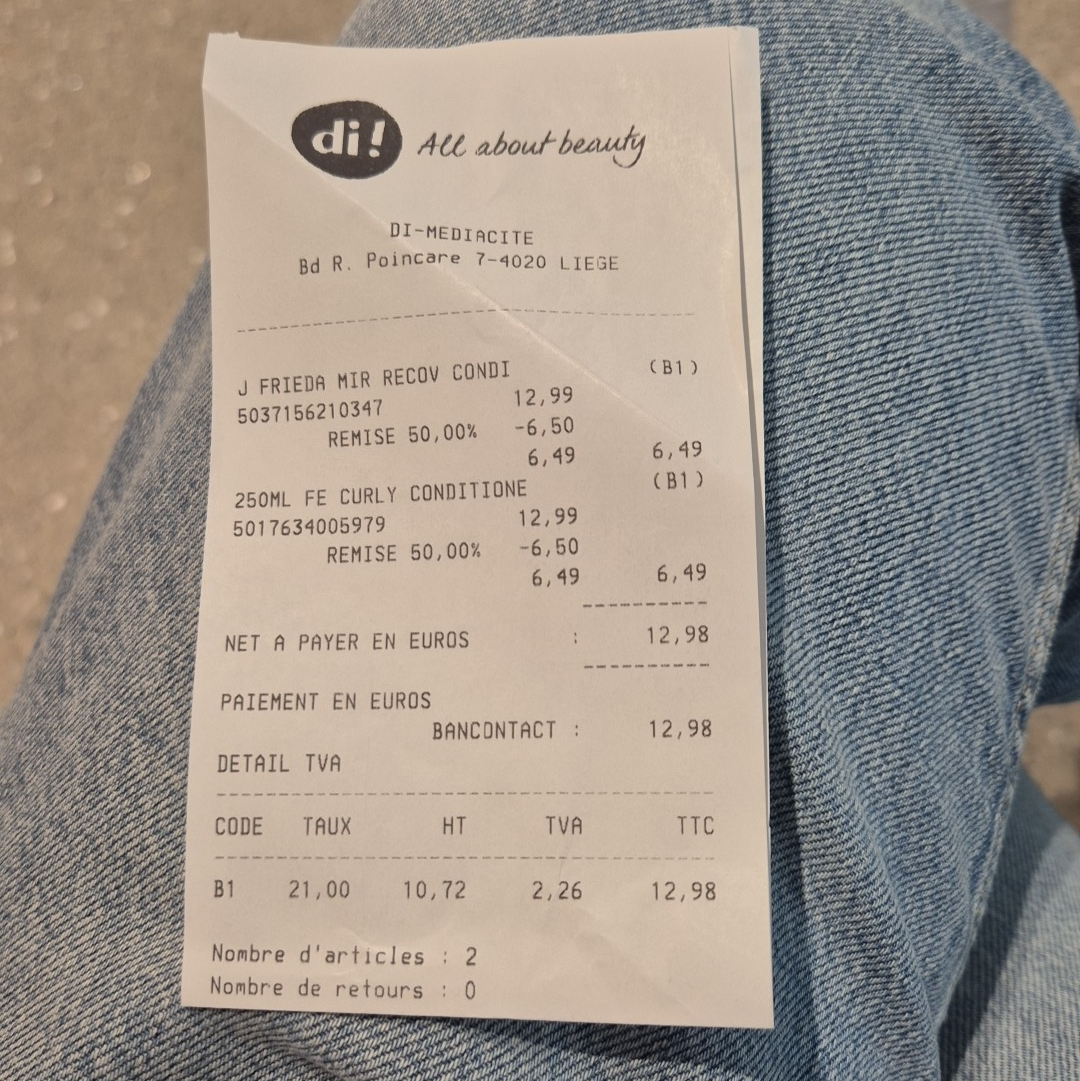 di! All about beauty
DI-MEDIACITE
Bd R. Poincare 7-4020 LIEGE
J FRIEDA MIR RECOV CONDI (B1)
5037156210347 12,99
REMISE 50,00% -6,50
6,49 6,49
250ML FE CURLY CONDITIONE (B1)
5017634005979 12,99
REMISE 50,00% -6,50
6,49 6,49
NET A PAYER EN EUROS : 12,98
PAIEMENT EN EUROS
BANCONTACT : 12,98
DETAIL TVA
CODE TAUX HT TVA TTC
B1 21,00 10,72 2,26 12,98
Nombre d'articles : 2
Nombre de retours : 0